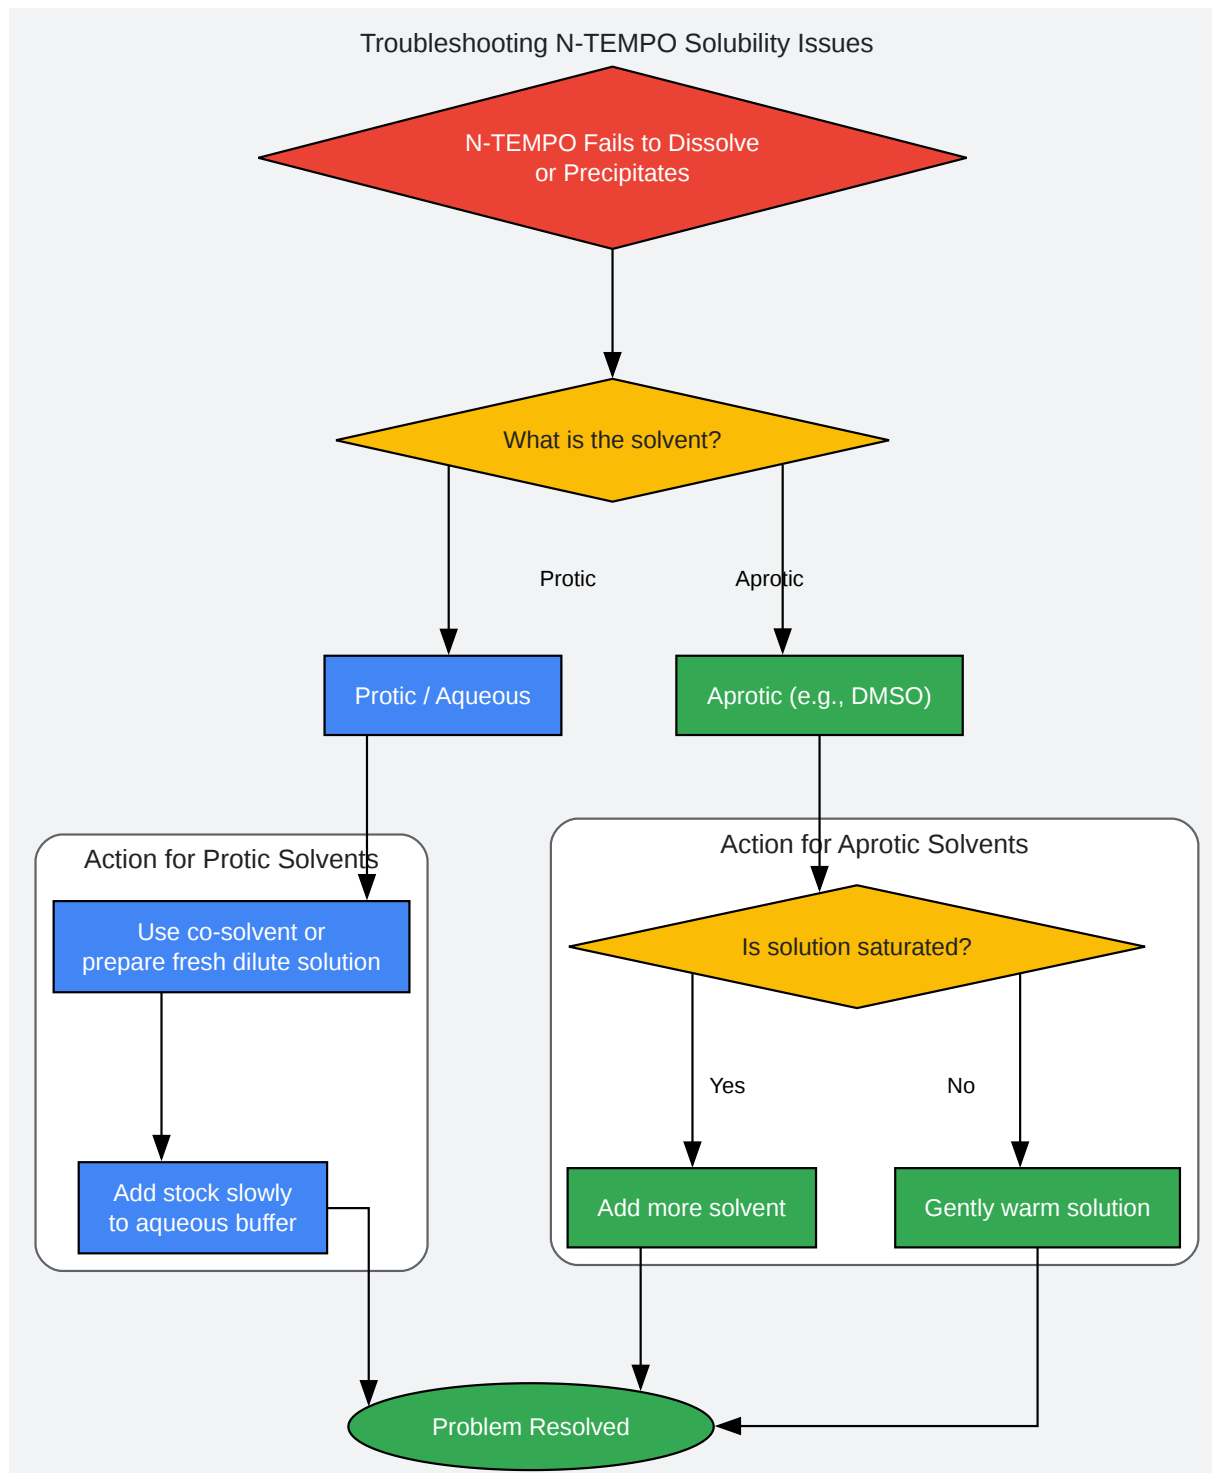 Troubleshooting N-TEMPO Solubility Issues
N-TEMPO Fails to Dissolve
or Precipitates
What is the solvent?
Protic
Aprotic
Protic / Aqueous
Aprotic (e.g., DMSO)
Action for Protic Solvents
Use co-solvent or
prepare fresh dilute solution
Add stock slowly
to aqueous buffer
Action for Aprotic Solvents
Is solution saturated?
Yes
No
Add more solvent
Gently warm solution
Problem Resolved